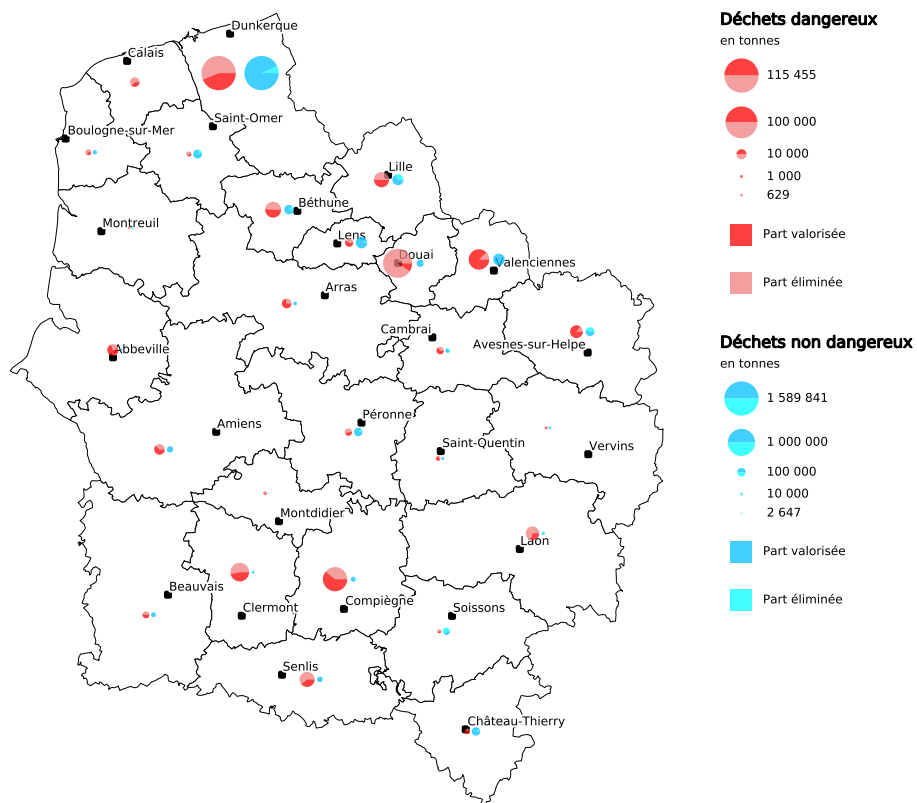 Dunkerque
Calais
Boulogne-sur-Mer
Saint-Omer
Lille
Béthune
Montreuil
Lens
Douai
Valenciennes
Arras
Cambrai
Avesnes-sur-Helpe
Abbeville
Amiens
Péronne
Saint-Quentin
Vervins
Montdidier
Laon
Beauvais
Clermont
Compiègne
Soissons
Senlis
Château-Thierry
Déchets dangereux
en tonnes
115 455
100 000
10 000
1 000
629
Part valorisée
Part éliminée
Déchets non dangereux
en tonnes
1 589 841
1 000 000
100 000
10 000
2 647
Part valorisée
Part éliminée